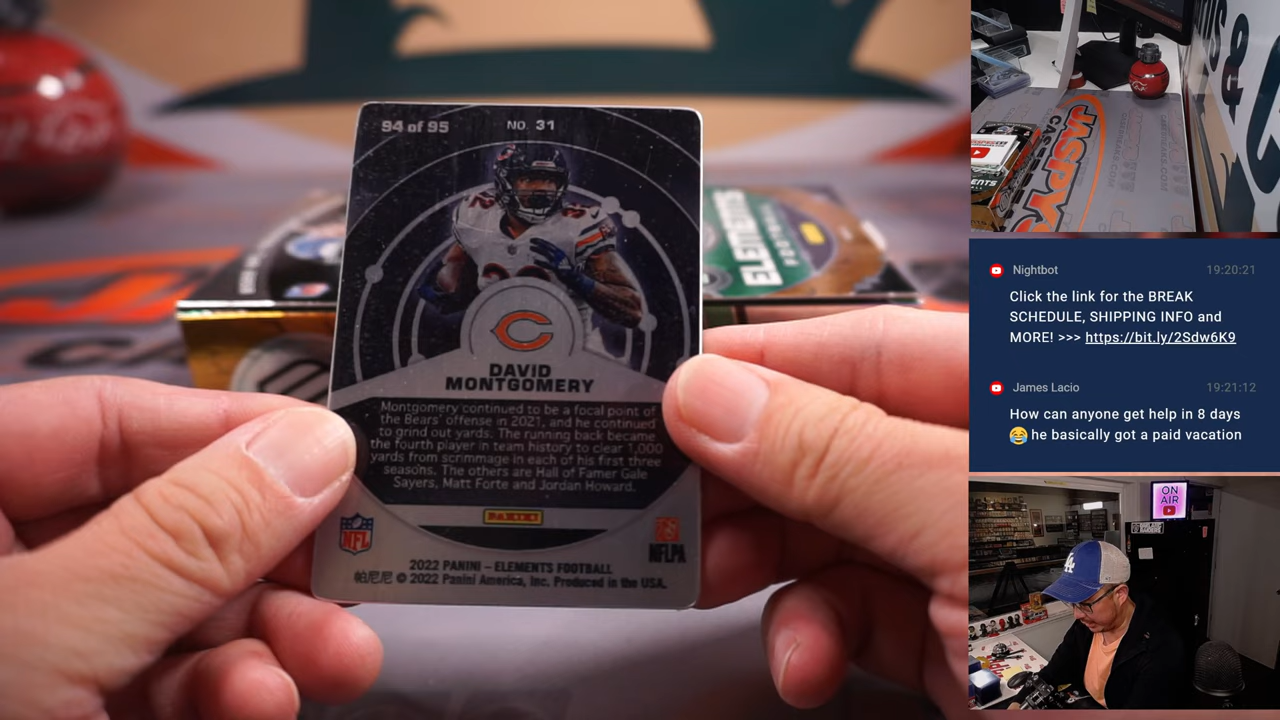 94 of 95
NO. 31
DAVID
MONTGOMERY
Montgomery continued to be a focal point of
the Bears' offense in 2021, and he continued
to grind out yards. The running back became
the fourth player in team history to clear 1,000
yards from scrimmage in each of his first three
seasons. The others are Hall of Famer Gale
Sayers, Matt Forte and Jordan Howard.
PANINI
NFL
NFLPA
2022 PANINI – ELEMENTS FOOTBALL
帕尼尼 © 2022 Panini America, Inc. Produced in the USA.
ELEMENTS
FOOTBALL
JASPYS
Nightbot
19:20:21
Click the link for the BREAK
SCHEDULE, SHIPPING INFO and
MORE! >>> https://bit.ly/2Sdw6K9
James Lacio
19:21:12
How can anyone get help in 8 days
😂 he basically got a paid vacation
ON
AIR
LA